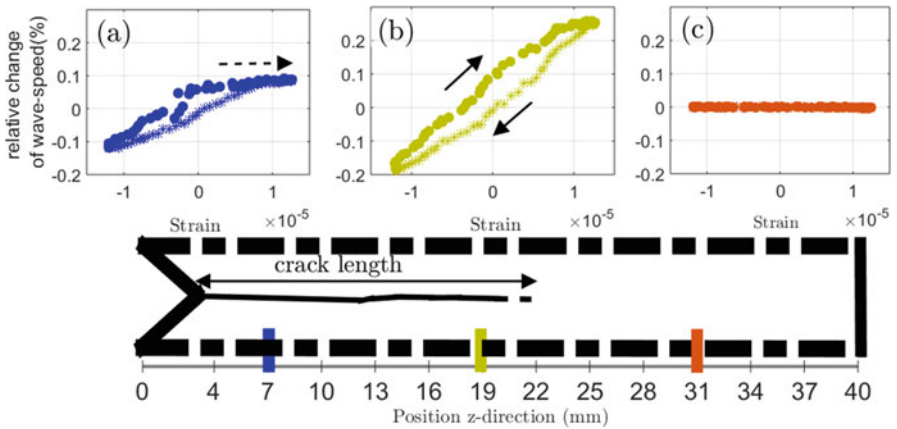 relative change
of wave-speed(%)
(a)
0.2
0.1
0
-0.1
-0.2
-1 0 1
Strain ×10⁻⁵
(b)
0.2
0.1
0
-0.1
-0.2
-1 0 1
Strain ×10⁻⁵
(c)
0.2
0.1
0
-0.1
-0.2
-1 0 1
Strain ×10⁻⁵
crack length
0 4 7 10 13 16 19 22 25 28 31 34 37 40
Position z-direction (mm)